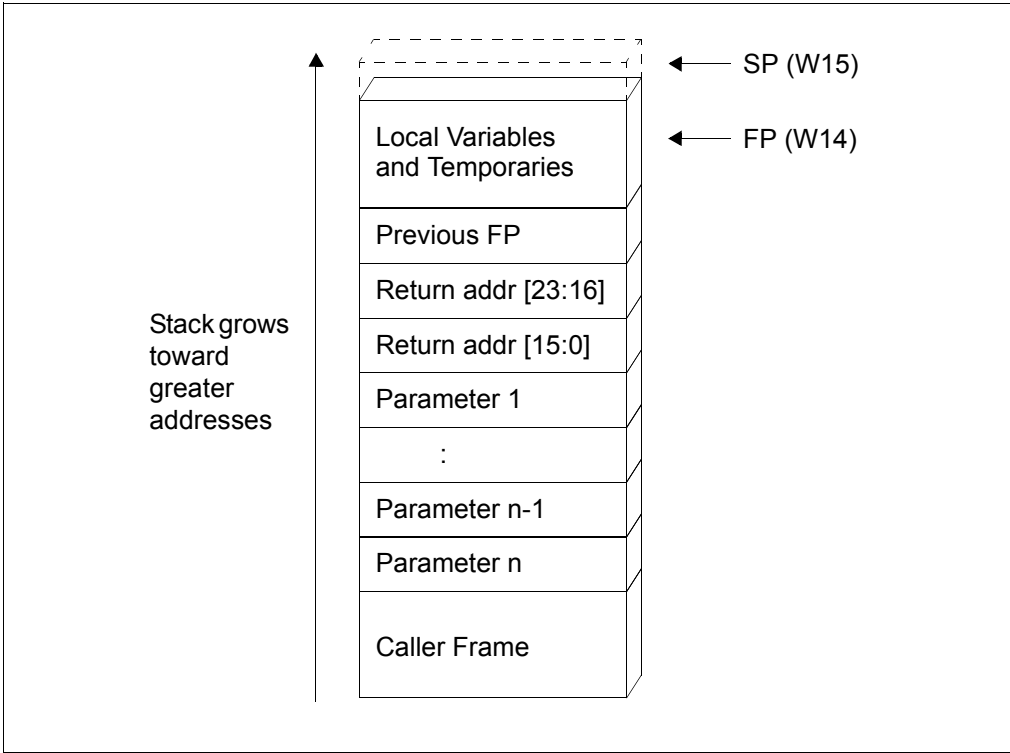 SP (W15)
Local Variables
and Temporaries
FP (W14)
Previous FP
Return addr [23:16]
Return addr [15:0]
Stack grows
toward
greater
addresses
Parameter 1
:
Parameter n-1
Parameter n
Caller Frame